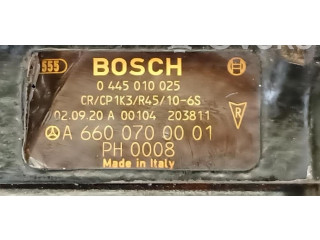 555
BOSCH
0 445 010 025
CR/CP1K3/R45/10-6S
02.09.20 A 00104 203811
R
A 660 070 00 01
PH 0008
Made in Italy